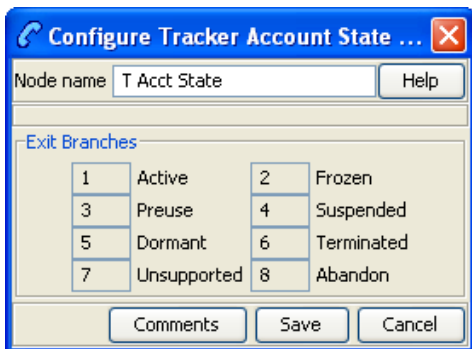 Configure Tracker Account State ...
Node name T Acct State Help
Exit Branches
1 Active 2 Frozen
3 Preuse 4 Suspended
5 Dormant 6 Terminated
7 Unsupported 8 Abandon
Comments Save Cancel